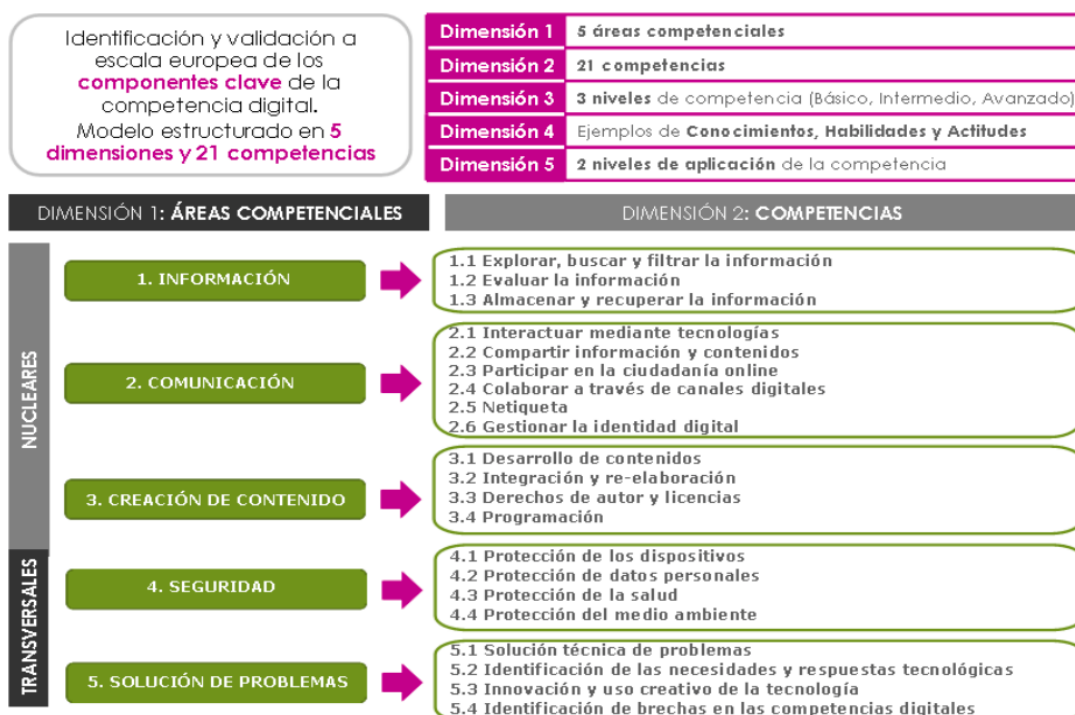 Identificación y validación a
escala europea de los
componentes clave de la
competencia digital.
Modelo estructurado en 5
dimensiones y 21 competencias
Dimensión 1 5 áreas competenciales
Dimensión 2 21 competencias
Dimensión 3 3 niveles de competencia (Básico, Intermedio, Avanzado)
Dimensión 4 Ejemplos de Conocimientos, Habilidades y Actitudes
Dimensión 5 2 niveles de aplicación de la competencia
DIMENSIÓN 1: ÁREAS COMPETENCIALES
DIMENSIÓN 2: COMPETENCIAS
NUCLEARES
1. INFORMACIÓN
1.1 Explorar, buscar y filtrar la información
1.2 Evaluar la información
1.3 Almacenar y recuperar la información
2. COMUNICACIÓN
2.1 Interactuar mediante tecnologías
2.2 Compartir información y contenidos
2.3 Participar en la ciudadanía online
2.4 Colaborar a través de canales digitales
2.5 Netiqueta
2.6 Gestionar la identidad digital
3. CREACIÓN DE CONTENIDO
3.1 Desarrollo de contenidos
3.2 Integración y re-elaboración
3.3 Derechos de autor y licencias
3.4 Programación
TRANSVERSALES
4. SEGURIDAD
4.1 Protección de los dispositivos
4.2 Protección de datos personales
4.3 Protección de la salud
4.4 Protección del medio ambiente
5. SOLUCIÓN DE PROBLEMAS
5.1 Solución técnica de problemas
5.2 Identificación de las necesidades y respuestas tecnológicas
5.3 Innovación y uso creativo de la tecnología
5.4 Identificación de brechas en las competencias digitales